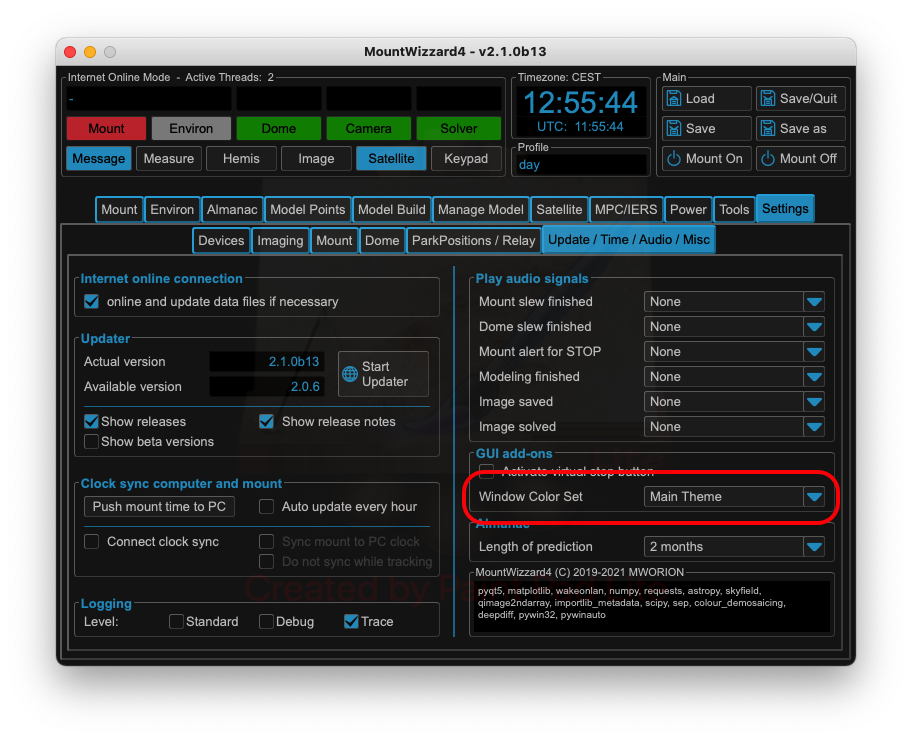 MountWizzard4 - v2.1.0b13
Internet Online Mode - Active Threads: 2
-
Mount Environ Dome Camera Solver
Message Measure Hemis Image Satellite Keypad
Timezone: CEST
12:55:44
UTC: 11:55:44
Profile
day
Main
Load Save/Quit
Save Save as
Mount On Mount Off
Mount Environ Almanac Model Points Model Build Manage Model Satellite MPC/IERS Power Tools Settings
Devices Imaging Mount Dome ParkPositions / Relay Update / Time / Audio / Misc
Internet online connection
online and update data files if necessary
Updater
Actual version 2.1.0b13
Available version 2.0.6
Start
Updater
Show releases Show release notes
Show beta versions
Clock sync computer and mount
Push mount time to PC Auto update every hour
Connect clock sync Sync mount to PC clock
Do not sync while tracking
Logging
Level: Standard Debug Trace
Play audio signals
Mount slew finished None
Dome slew finished None
Mount alert for STOP None
Modeling finished None
Image saved None
Image solved None
GUI add-ons
Activate virtual stop button
Window Color Set Main Theme
Almanac
Length of prediction 2 months
MountWizzard4 (C) 2019-2021 MWORION
pyqt5, matplotlib, wakeonlan, numpy, requests, astropy, skyfield,
qimage2ndarray, importlib_metadata, scipy, sep, colour_demosaicing,
deepdiff, pywin32, pywinauto
Created by